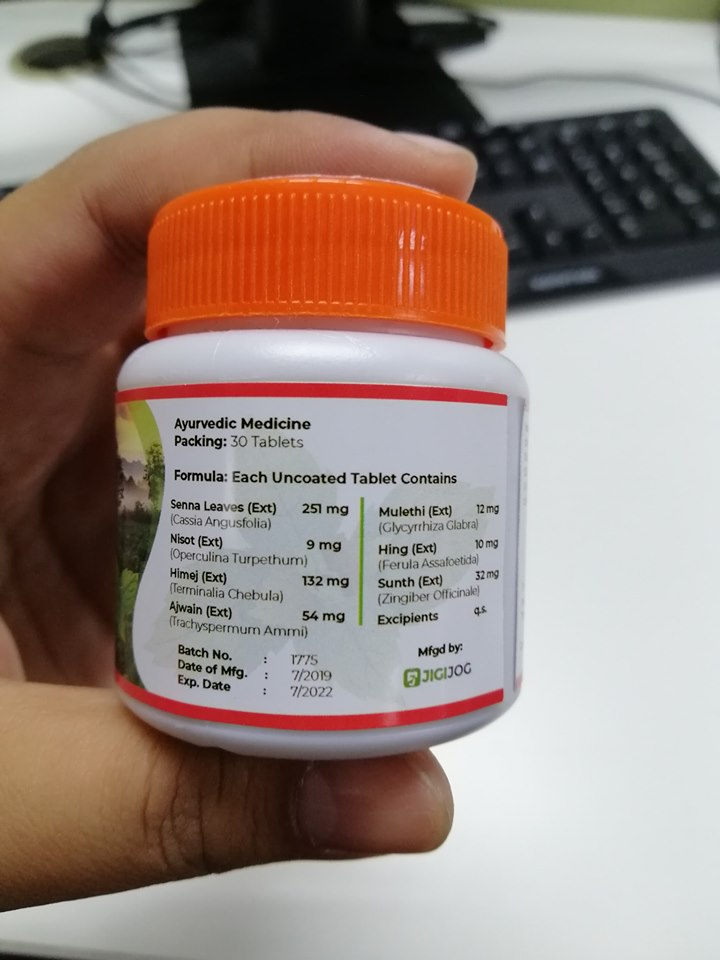 Ayurvedic Medicine
Packing: 30 Tablets
Formula: Each Uncoated Tablet Contains
Senna Leaves (Ext) 251 mg
(Cassia Angusfolia)
Nisot (Ext) 9 mg
(Operculina Turpethum)
Himej (Ext) 132 mg
(Terminalia Chebula)
Ajwain (Ext) 54 mg
(Trachyspermum Ammi)
Mulethi (Ext) 12 mg
(Glycyrrhiza Glabra)
Hing (Ext) 10 mg
(Ferula Assafoetida)
Sunth (Ext) 32 mg
(Zingiber Officinale)
Excipients q.s.
Batch No. : 1775
Date of Mfg. : 7/2019
Exp. Date : 7/2022
Mfgd by:
JIGIJOG